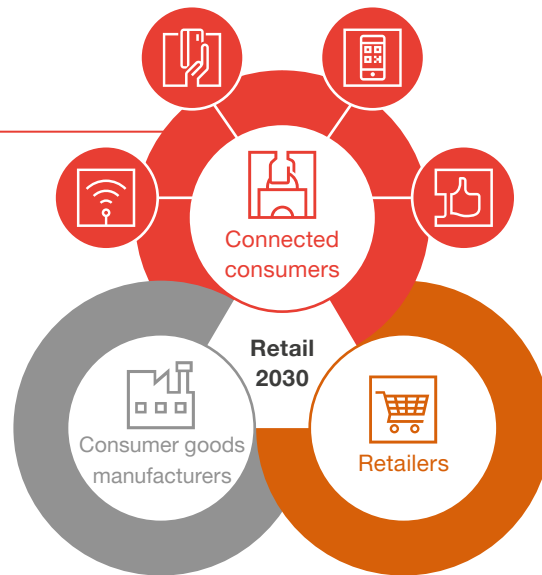 Connected
consumers
Retail
2030
Consumer goods
manufacturers
Retailers